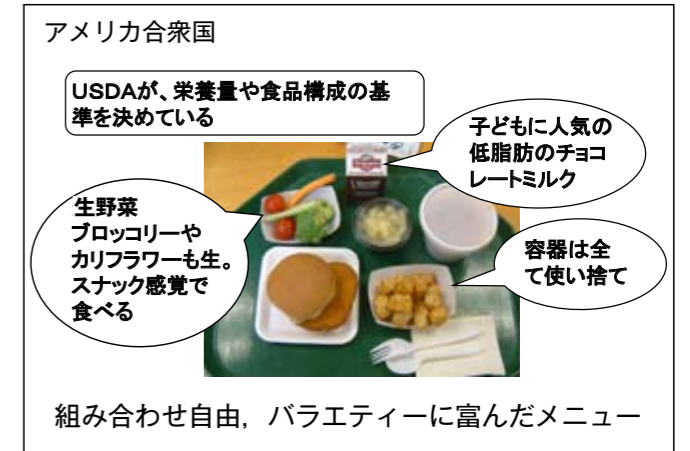 アメリカ合衆国
USDAが、栄養量や食品構成の基
準を決めている
子どもに人気の
低脂肪のチョコ
レートミルク
生野菜
ブロッコリーや
カリフラワーも生。
スナック感覚で
食べる
容器は全
て使い捨て
組み合わせ自由，バラエティーに富んだメニュー